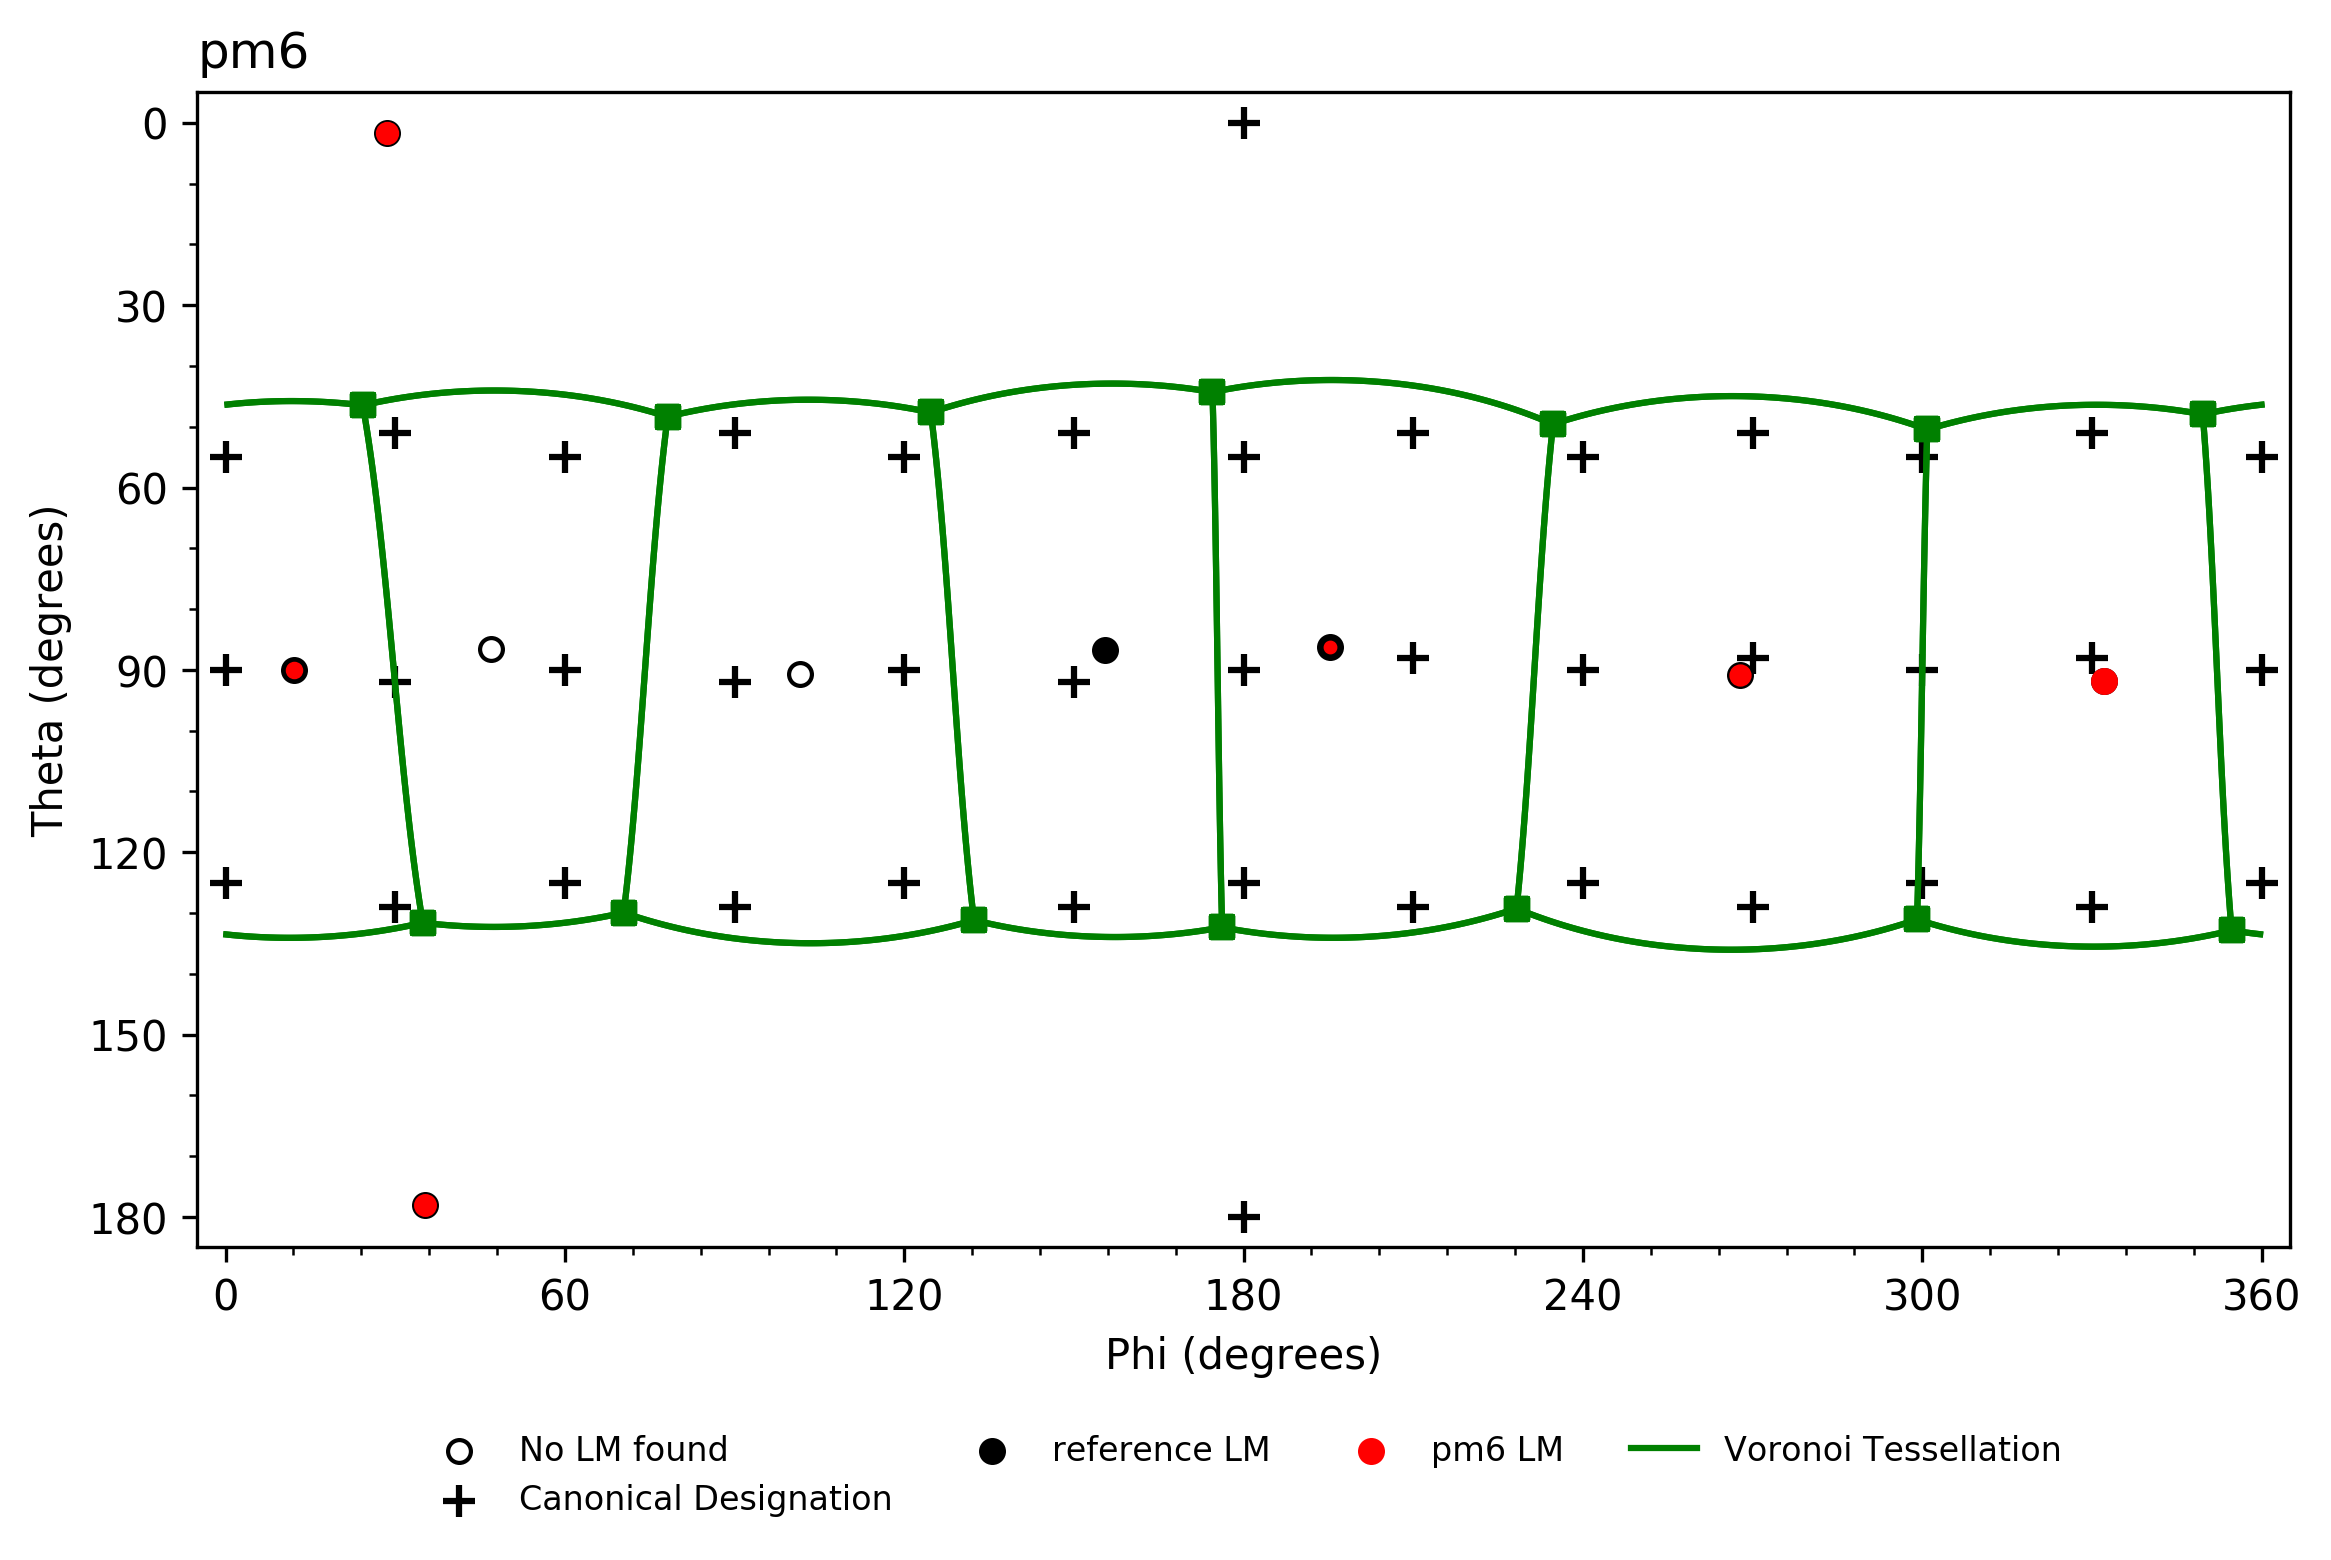 pm6
0
30
60
90
120
150
180
Theta (degrees)
0 60 120 180 240 300 360
Phi (degrees)
No LM found reference LM pm6 LM Voronoi Tessellation
Canonical Designation